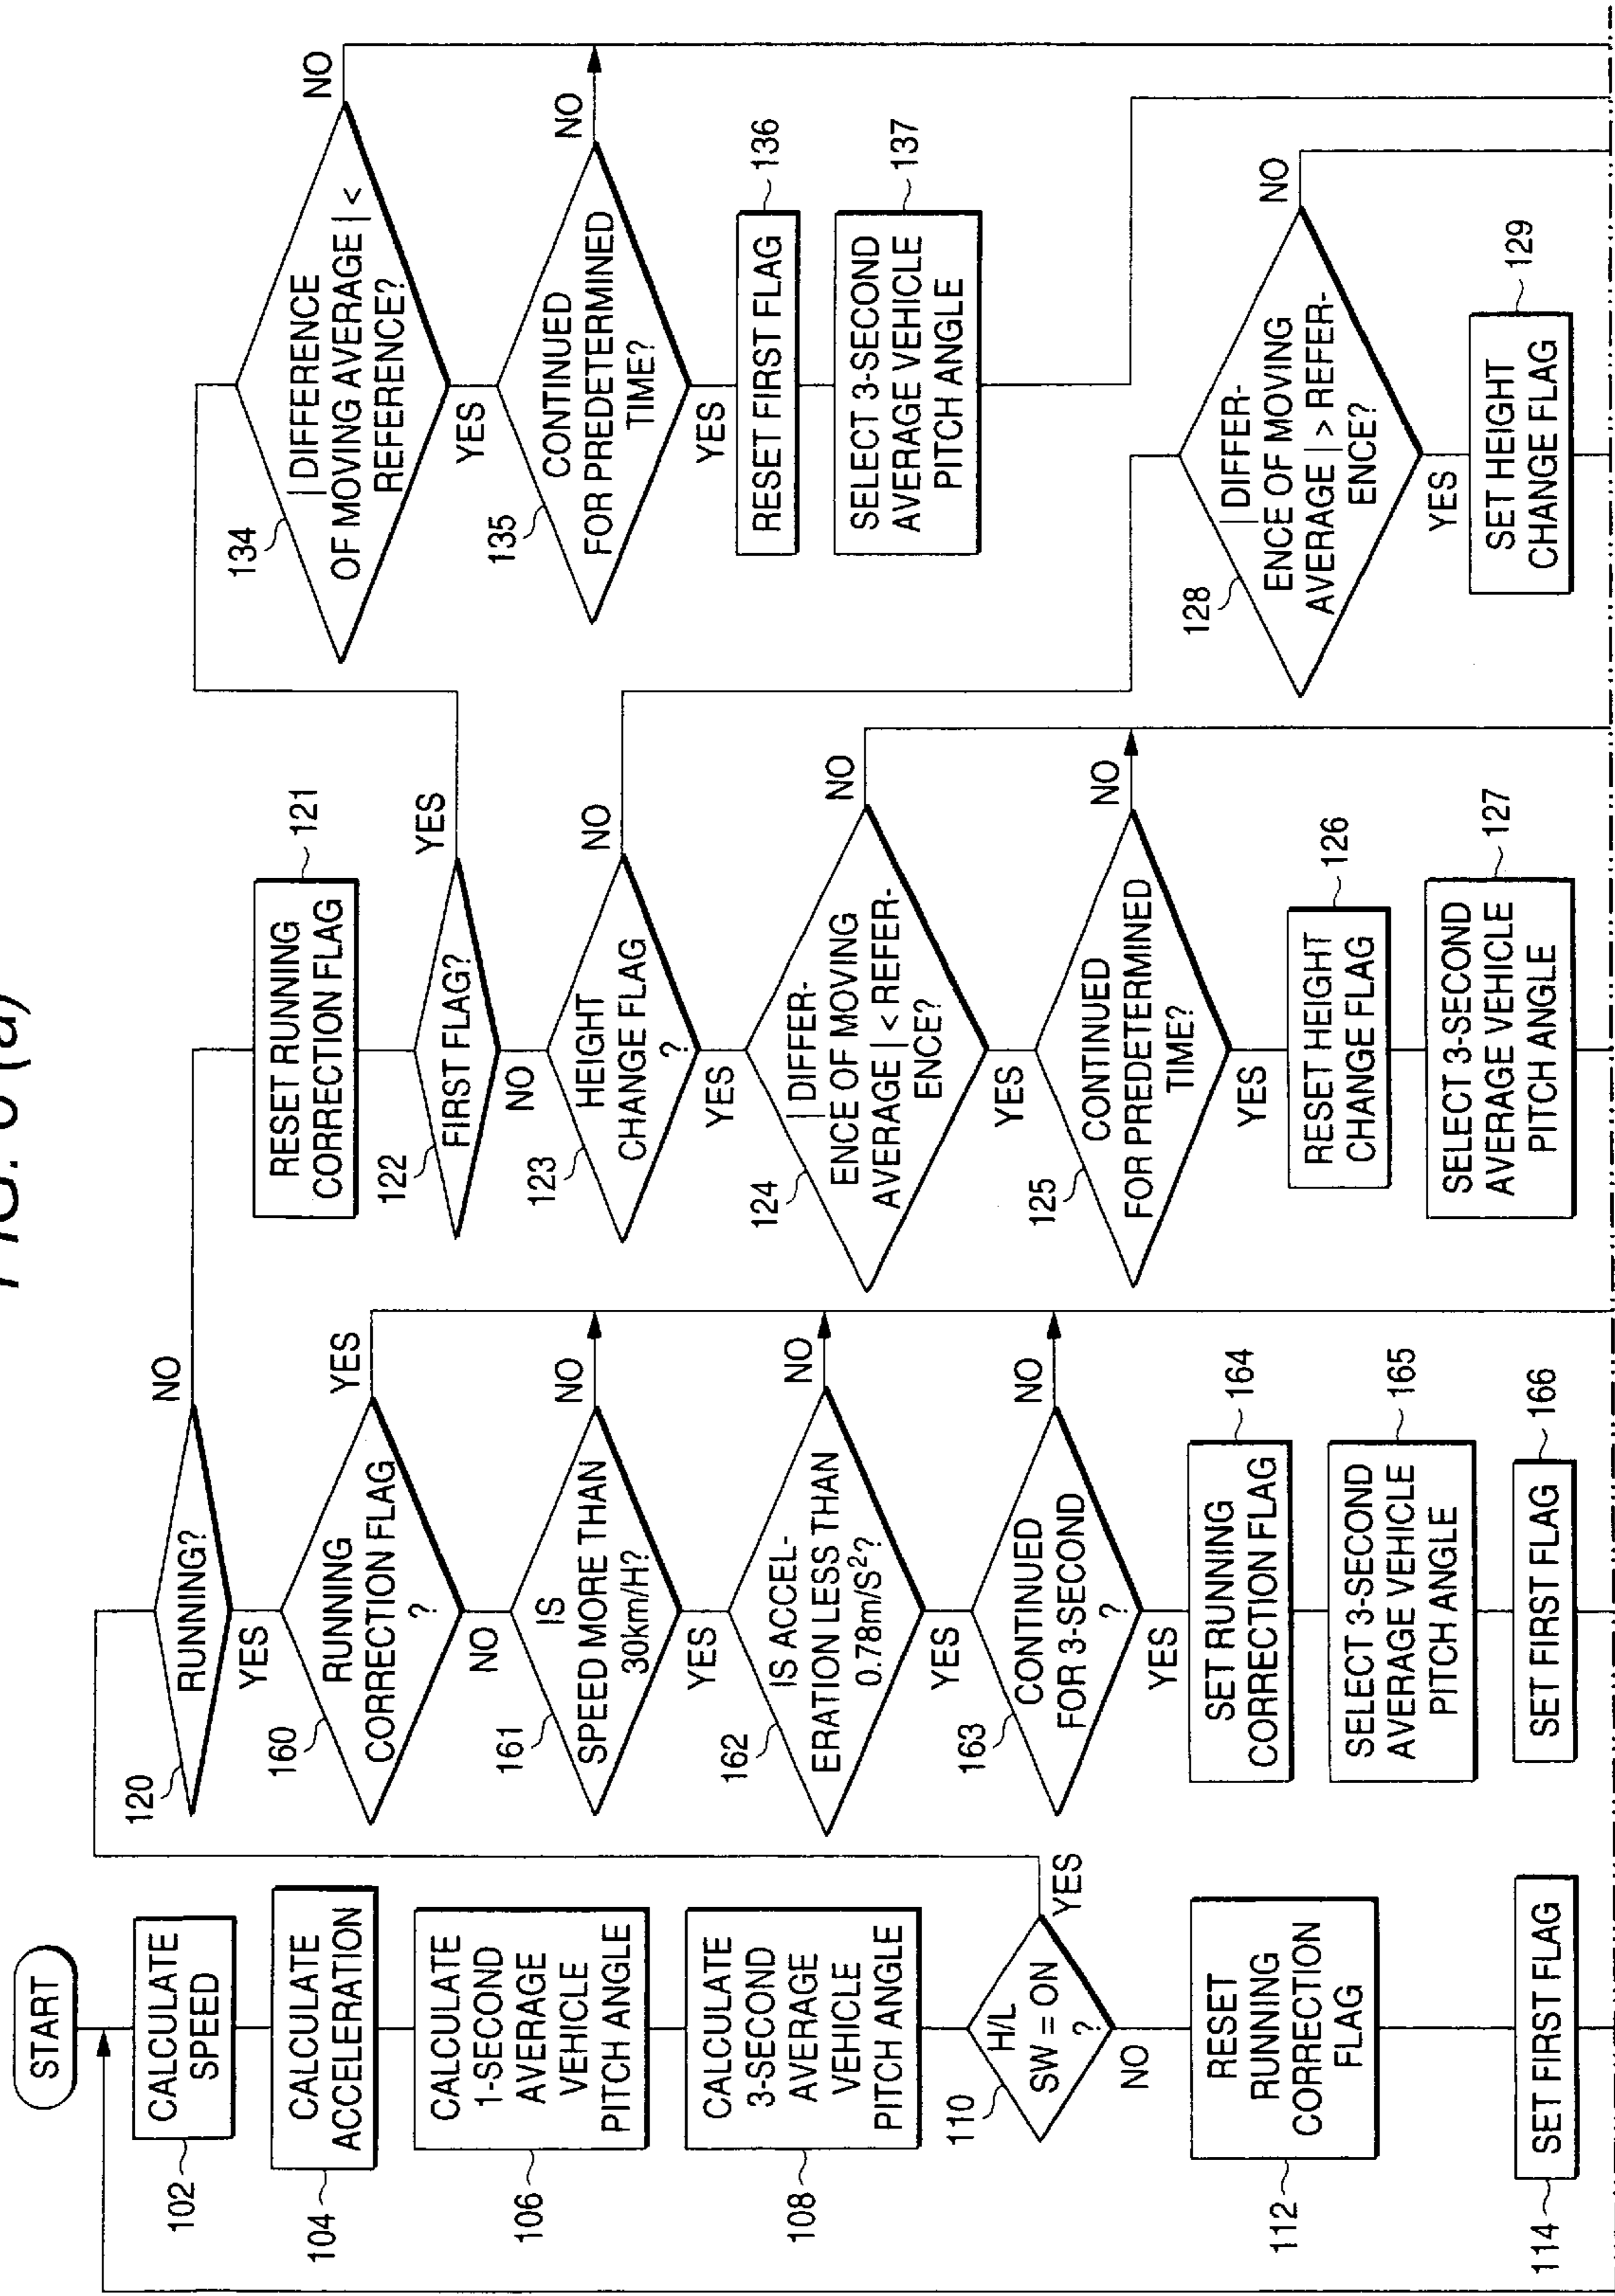 START
CALCULATE
SPEED
102
CALCULATE
ACCELERATION
104
CALCULATE
1-SECOND
AVERAGE
VEHICLE
PITCH ANGLE
106
CALCULATE
3-SECOND
AVERAGE
VEHICLE
PITCH ANGLE
108
H/L
SW = ON
?
110
YES
NO
RESET
RUNNING
CORRECTION
FLAG
112
SET FIRST FLAG
114
RUNNING?
120
NO
YES
RUNNING
CORRECTION FLAG
?
160
YES
NO
IS
SPEED MORE THAN
30km/H?
161
NO
YES
IS ACCEL-
ERATION LESS THAN
0.78m/S²?
162
NO
YES
CONTINUED
FOR 3-SECOND
?
163
NO
YES
SET RUNNING
CORRECTION FLAG
164
SELECT 3-SECOND
AVERAGE VEHICLE
PITCH ANGLE
165
SET FIRST FLAG
166
RESET RUNNING
CORRECTION FLAG
121
FIRST FLAG?
122
YES
NO
HEIGHT
CHANGE FLAG
?
123
NO
YES
| DIFFER-
ENCE OF MOVING
AVERAGE | < REFER-
ENCE?
124
NO
YES
CONTINUED
FOR PREDETERMINED
TIME?
125
NO
YES
RESET HEIGHT
CHANGE FLAG
126
SELECT 3-SECOND
AVERAGE VEHICLE
PITCH ANGLE
127
| DIFFERENCE
OF MOVING AVERAGE | <
REFERENCE?
134
NO
YES
CONTINUED
FOR PREDETERMINED
TIME?
135
NO
YES
RESET FIRST FLAG
136
SELECT 3-SECOND
AVERAGE VEHICLE
PITCH ANGLE
137
| DIFFER-
ENCE OF MOVING
AVERAGE | > REFER-
ENCE?
128
NO
YES
SET HEIGHT
CHANGE FLAG
129